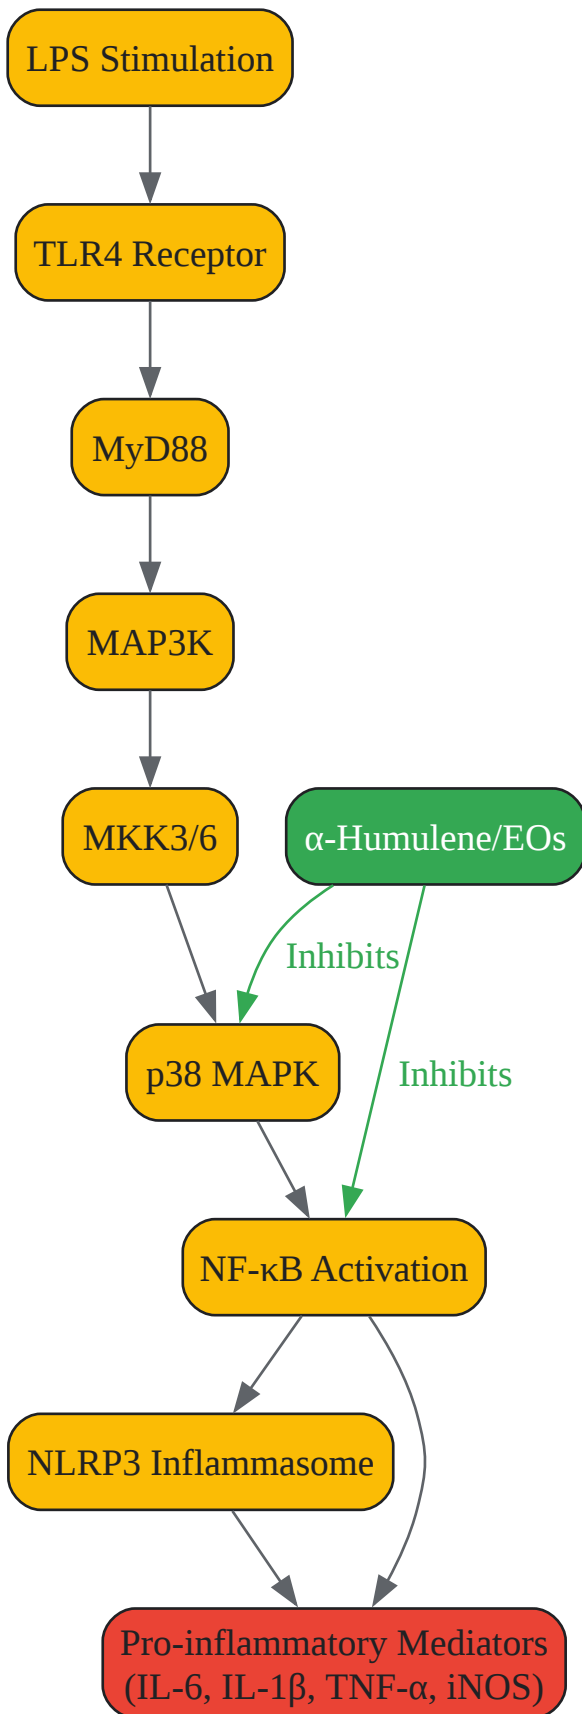 LPS Stimulation
TLR4 Receptor
MyD88
MAP3K
MKK3/6
α-Humulene/EOs
Inhibits
p38 MAPK
Inhibits
NF-κB Activation
NLRP3 Inflammasome
Pro-inflammatory Mediators
(IL-6, IL-1β, TNF-α, iNOS)